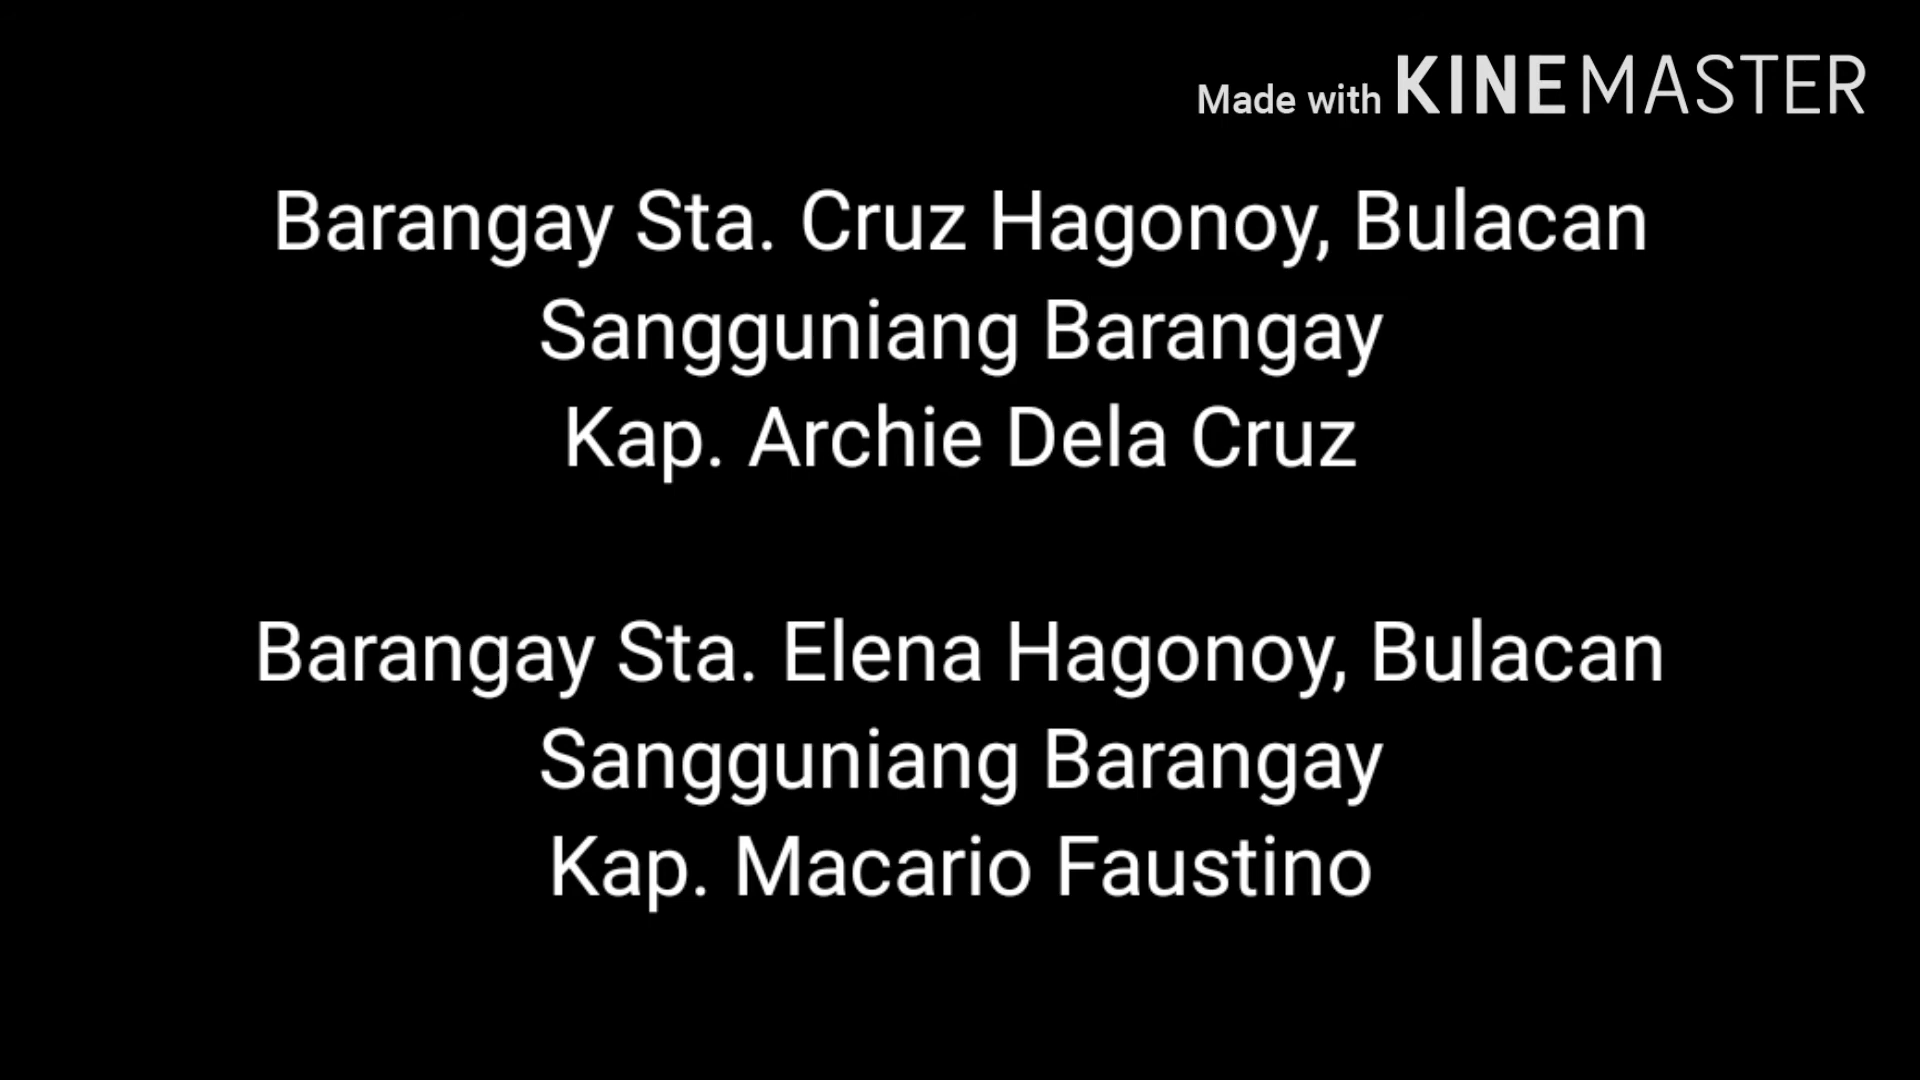 Made with KINEMASTER
Barangay Sta. Cruz Hagonoy, Bulacan
Sangguniang Barangay
Kap. Archie Dela Cruz
Barangay Sta. Elena Hagonoy, Bulacan
Sangguniang Barangay
Kap. Macario Faustino